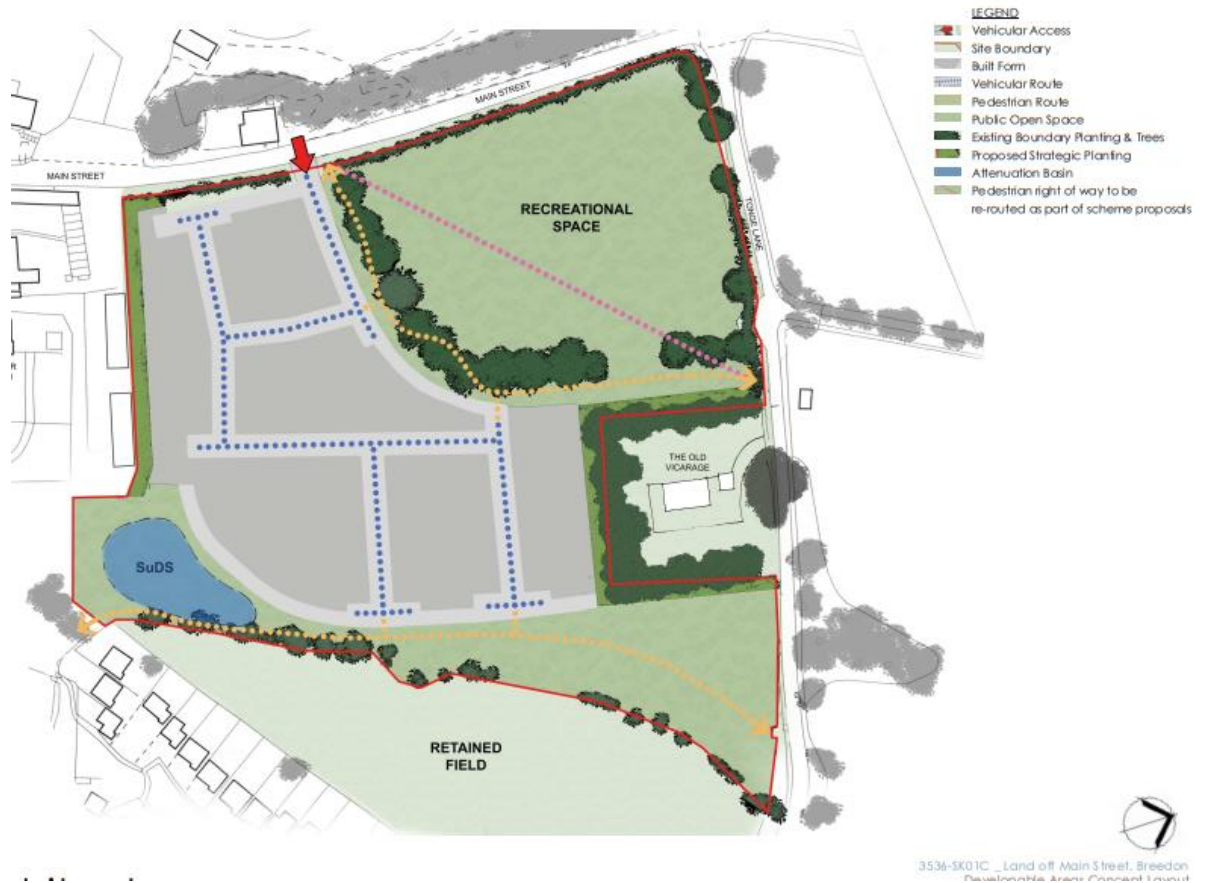 LEGEND
Vehicular Access
Site Boundary
Built Form
Vehicular Route
Pedestrian Route
Public Open Space
Existing Boundary Planting & Trees
Proposed Strategic Planting
Attenuation Basin
Pedestrian right of way to be
re-routed as part of scheme proposals
MAIN STREET
MAIN STREET
RECREATIONAL
SPACE
TONGE LANE
THE OLD
VICARAGE
SuDS
RETAINED
FIELD
3536-SK01C _ Land off Main Street, Breedon
Developable Areas Concept Layout